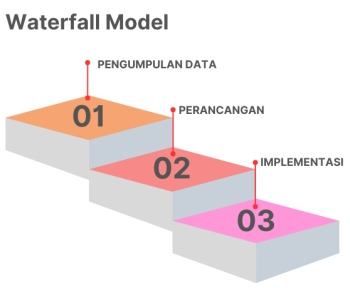 Waterfall Model
PENGUMPULAN DATA
01
PERANCANGAN
02
IMPLEMENTASI
03